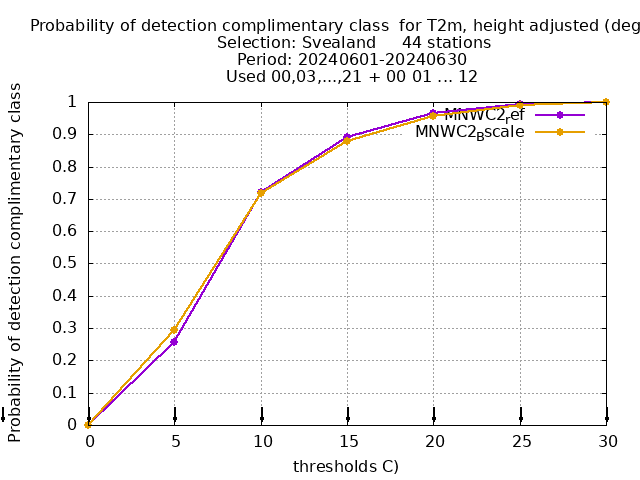 Probability of detection complimentary class  for T2m, height adjusted (deg
Selection: Svealand     44 stations
Period: 20240601-20240630
Used 00,03,...,21 + 00 01 ... 12
Probability of detection complimentary class
1
0.9
0.8
0.7
0.6
0.5
0.4
0.3
0.2
0.1
0
MNWC2ref
MNWC2Bscale
0 5 10 15 20 25 30
thresholds C)